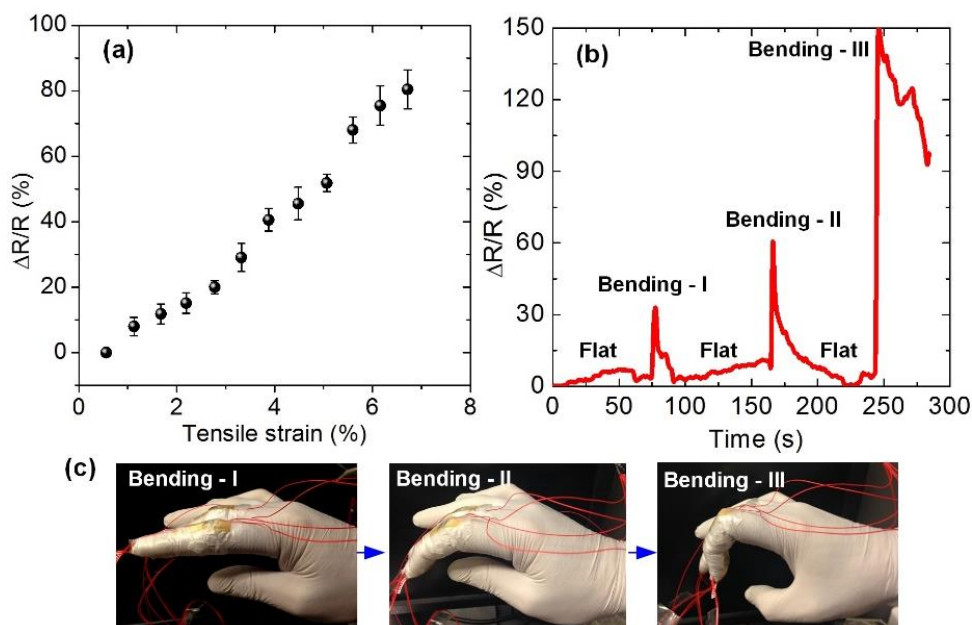 (a)
ΔR/R (%)
100
80
60
40
20
0
0 2 4 6 8
Tensile strain (%)
(b)
ΔR/R (%)
150
120
90
60
30
0
Bending - III
Bending - II
Bending - I
Flat Flat Flat
0 50 100 150 200 250 300
Time (s)
(c)
Bending - I Bending - II Bending - III